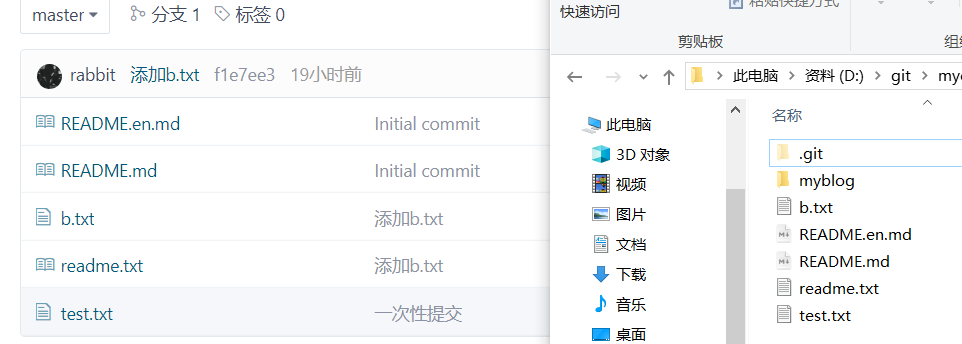 master 分支 1 标签 0
rabbit 添加b.txt f1e7ee3 19小时前
README.en.md Initial commit
README.md Initial commit
b.txt 添加b.txt
readme.txt 添加b.txt
test.txt 一次性提交
粘贴快捷方式
快速访问
剪贴板 组
此电脑 资料 (D:) git my
此电脑
3D 对象
视频
图片
文档
下载
音乐
桌面
名称
.git
myblog
b.txt
README.en.md
README.md
readme.txt
test.txt